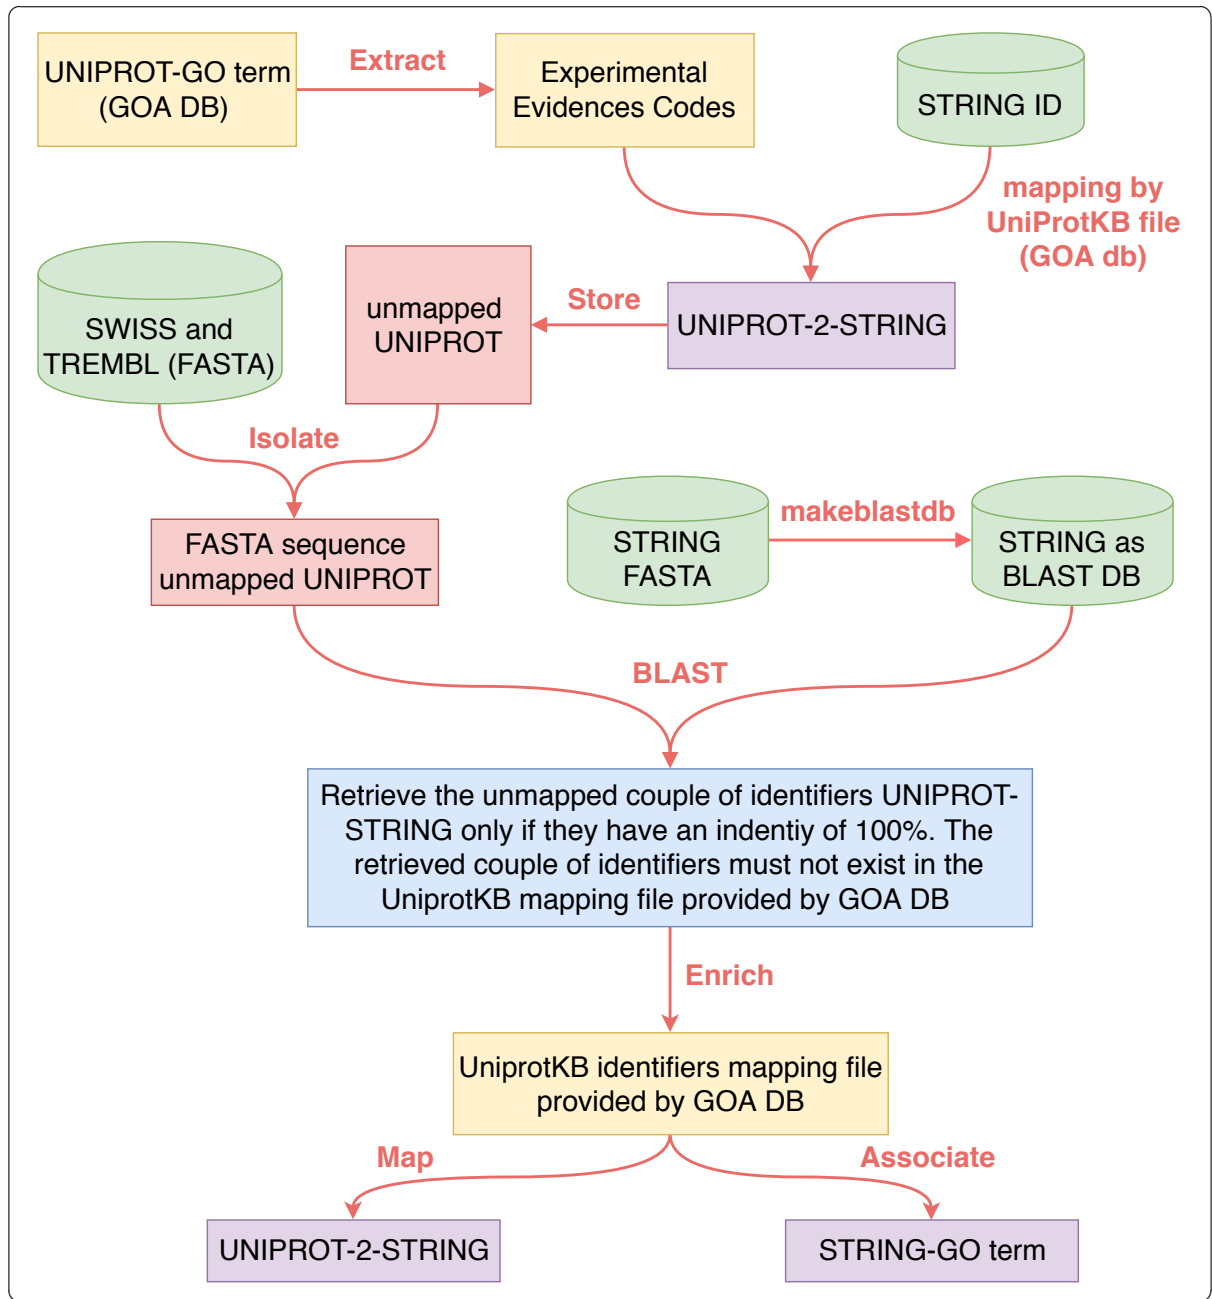 UNIPROT-GO term
(GOA DB)
Extract
Experimental
Evidences Codes
STRING ID
mapping by
UniProtKB file
(GOA db)
SWISS and
TREMBL (FASTA)
unmapped
UNIPROT
Store
UNIPROT-2-STRING
Isolate
FASTA sequence
unmapped UNIPROT
STRING
FASTA
makeblastdb
STRING as
BLAST DB
BLAST
Retrieve the unmapped couple of identifiers UNIPROT-
STRING only if they have an indentiy of 100%. The
retrieved couple of identifiers must not exist in the
UniprotKB mapping file provided by GOA DB
Enrich
UniprotKB identifiers mapping file
provided by GOA DB
Map
Associate
UNIPROT-2-STRING
STRING-GO term